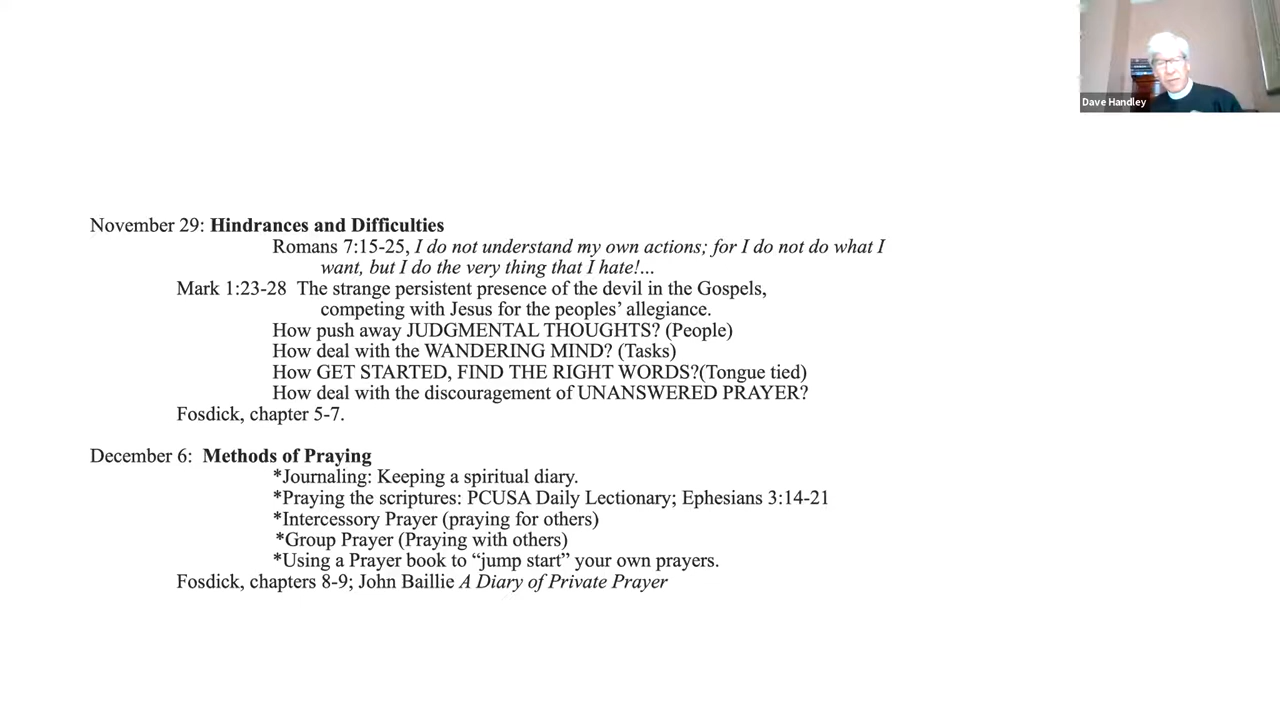 Dave Handley
November 29: Hindrances and Difficulties
Romans 7:15-25, I do not understand my own actions; for I do not do what I
want, but I do the very thing that I hate!...
Mark 1:23-28 The strange persistent presence of the devil in the Gospels,
competing with Jesus for the peoples’ allegiance.
How push away JUDGMENTAL THOUGHTS? (People)
How deal with the WANDERING MIND? (Tasks)
How GET STARTED, FIND THE RIGHT WORDS?(Tongue tied)
How deal with the discouragement of UNANSWERED PRAYER?
Fosdick, chapter 5-7.
December 6: Methods of Praying
*Journaling: Keeping a spiritual diary.
*Praying the scriptures: PCUSA Daily Lectionary; Ephesians 3:14-21
*Intercessory Prayer (praying for others)
*Group Prayer (Praying with others)
*Using a Prayer book to “jump start” your own prayers.
Fosdick, chapters 8-9; John Baillie A Diary of Private Prayer